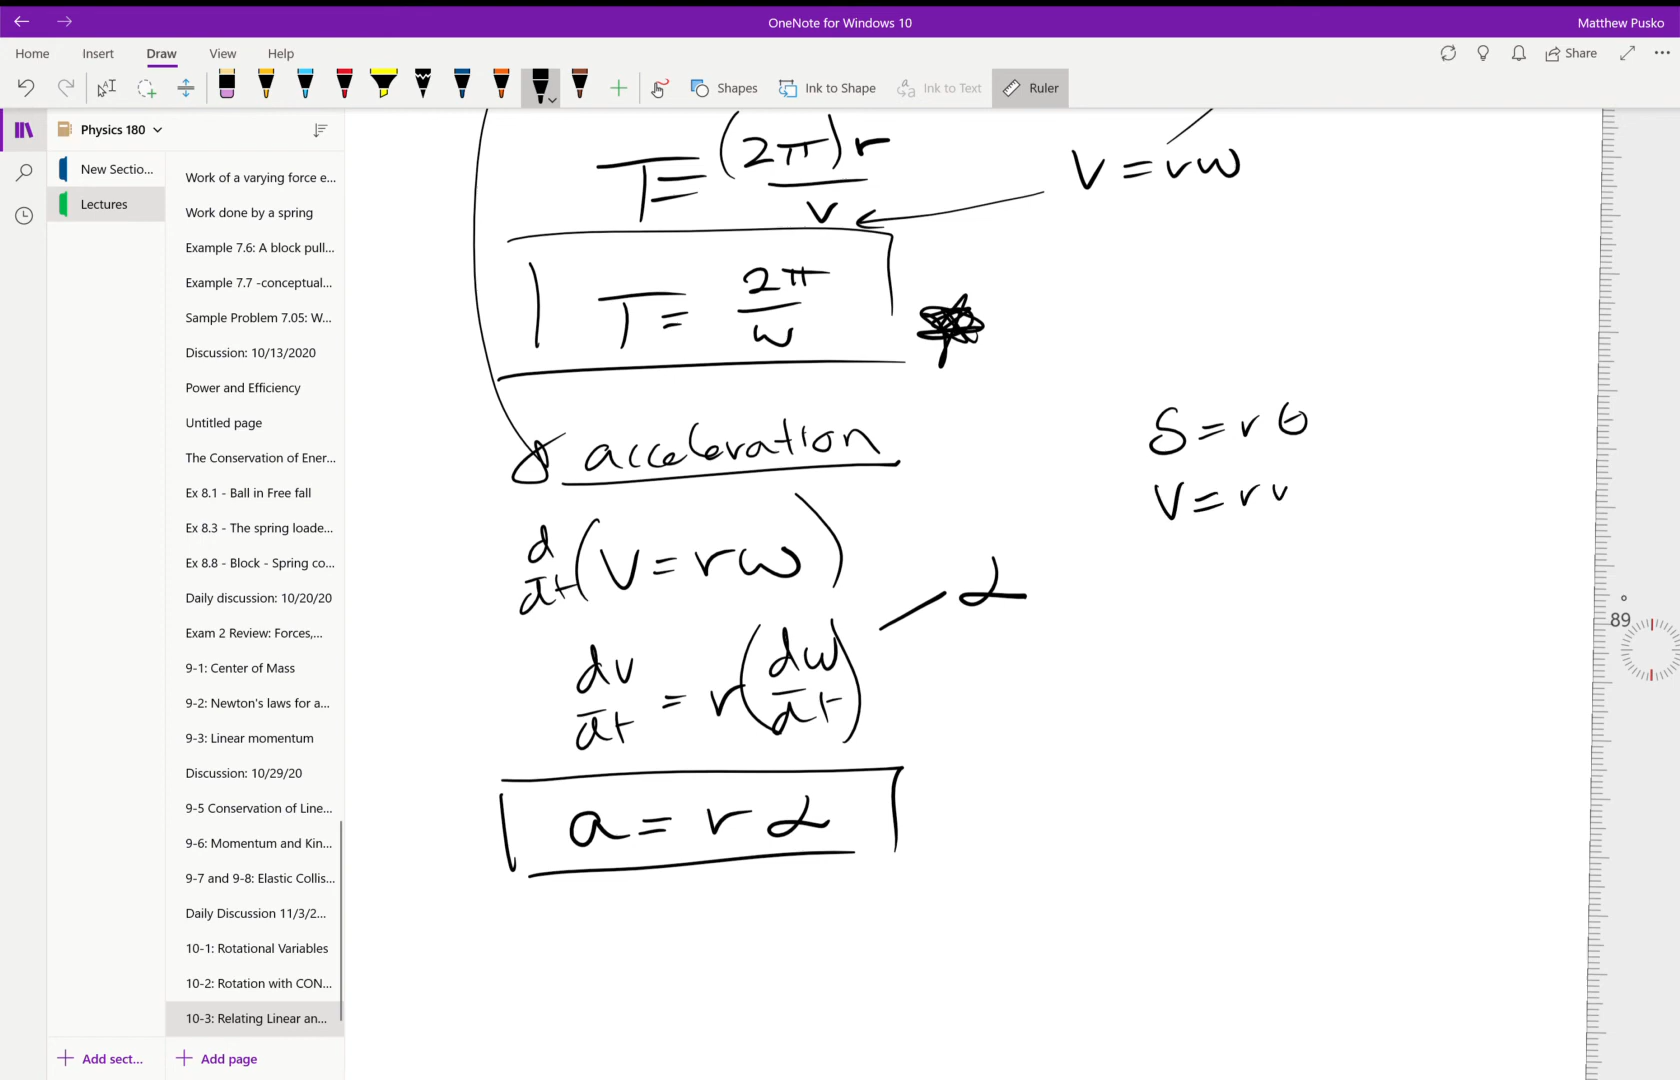 OneNote for Windows 10
Matthew Pusko
Home Insert Draw View Help
Share
Shapes Ink to Shape Ink to Text Ruler
Physics 180
New Sectio...
Lectures
Work of a varying force e...
Work done by a spring
Example 7.6: A block pull...
Example 7.7 -conceptual...
Sample Problem 7.05: W...
Discussion: 10/13/2020
Power and Efficiency
Untitled page
The Conservation of Ener...
Ex 8.1 - Ball in Free fall
Ex 8.3 - The spring loade...
Ex 8.8 - Block - Spring co...
Daily discussion: 10/20/20
Exam 2 Review: Forces,...
9-1: Center of Mass
9-2: Newton's laws for a...
9-3: Linear momentum
Discussion: 10/29/20
9-5 Conservation of Line...
9-6: Momentum and Kin...
9-7 and 9-8: Elastic Collis...
Daily Discussion 11/3/2...
10-1: Rotational Variables
10-2: Rotation with CON...
10-3: Relating Linear an...
Add sect...
Add page
T = (2π)r / v
v = rω
T = 2π / ω
acceleration
d/dt (v = rω)
α
dv/dt = r(dω/dt)
a = rα
S = rθ
v = rv
89°